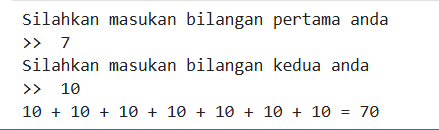 Silahkan masukan bilangan pertama anda
>>  7
Silahkan masukan bilangan kedua anda
>>  10
10 + 10 + 10 + 10 + 10 + 10 + 10 = 70